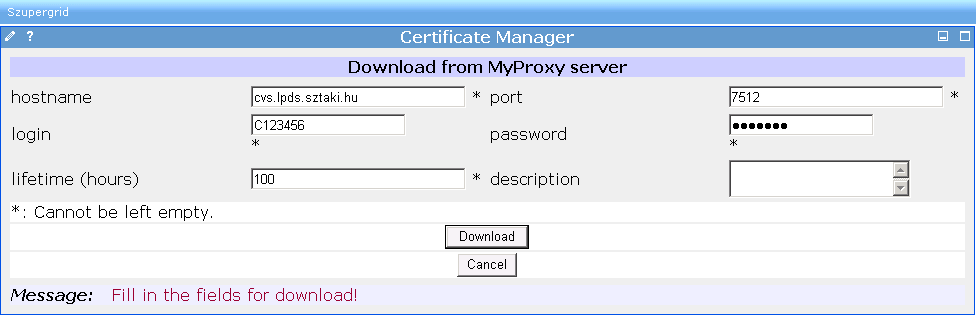 Szupergrid
? Certificate Manager
Download from MyProxy server
hostname cvs.lpds.sztaki.hu * port 7512 *
login C123456 * password ●●●●●●● *
lifetime (hours) 100 * description
*: Cannot be left empty.
Download
Cancel
Message: Fill in the fields for download!